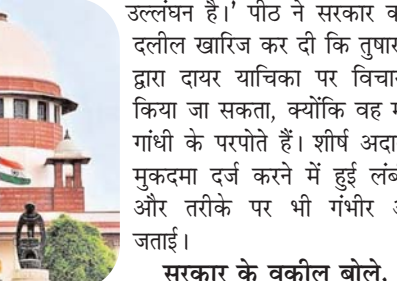 उल्लंघन है।' पीठ ने सरकार
दलील खारिज कर दी कि तुषार
द्वारा दायर याचिका पर
किया जा सकता, क्योंकि वह
गांधी के परपोते हैं। शीर्ष
मुकदमा दर्ज करने में हुई
और तरीके पर भी गंभीर
जताई।
सरकार के वकील बोले,